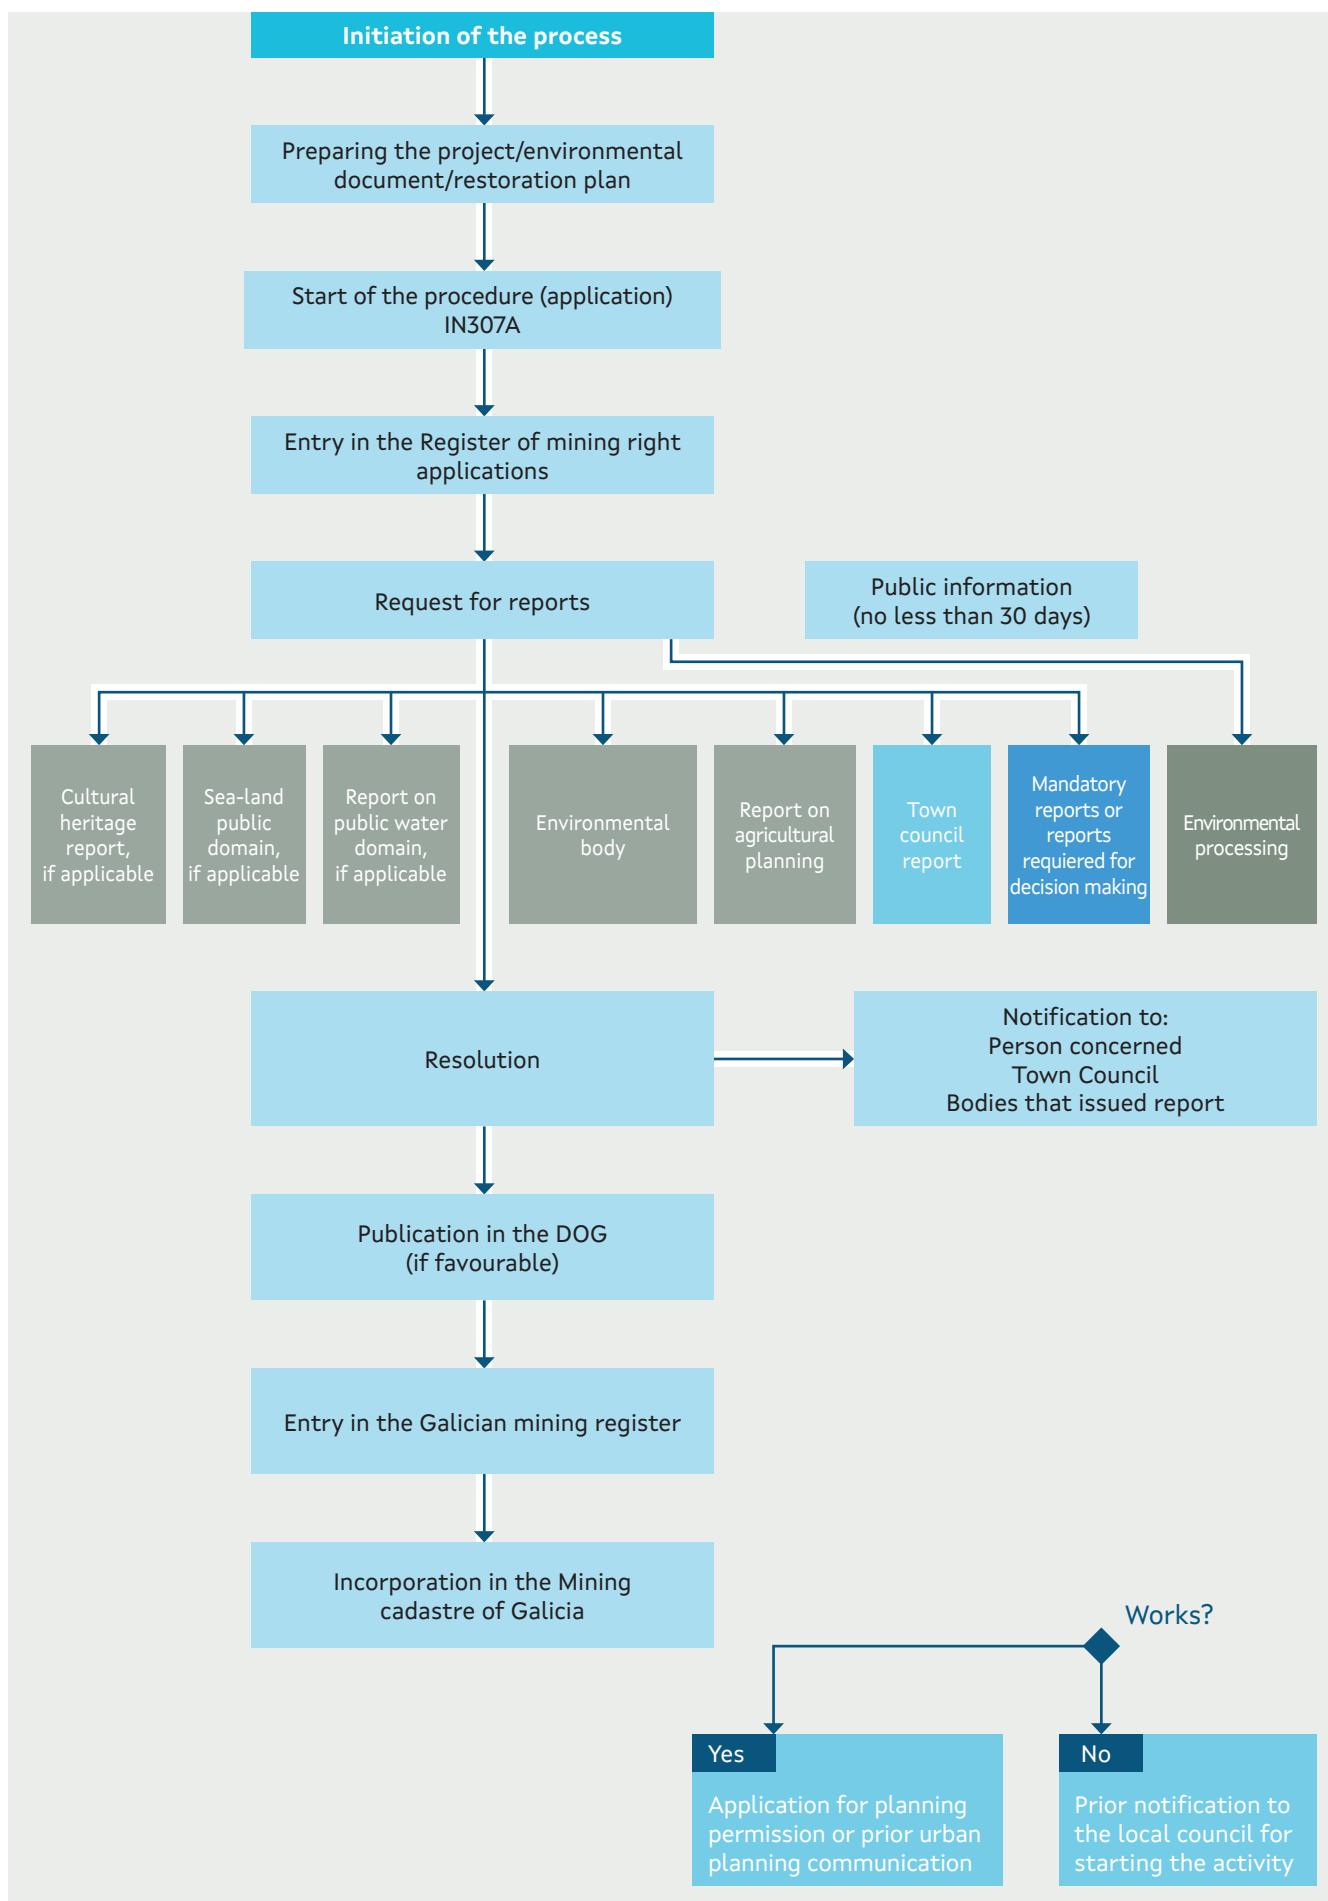 Initiation of the process
Preparing the project/environmental
document/restoration plan
Start of the procedure (application)
IN307A
Entry in the Register of mining right
applications
Request for reports
Public information
(no less than 30 days)
Cultural
heritage
report,
if applicable
Sea-land
public
domain,
if applicable
Report on
public water
domain,
if applicable
Environmental
body
Report on
agricultural
planning
Town
council
report
Mandatory
reports or
reports
requiered for
decision making
Environmental
processing
Resolution
Notification to:
Person concerned
Town Council
Bodies that issued report
Publication in the DOG
(if favourable)
Entry in the Galician mining register
Incorporation in the Mining
cadastre of Galicia
Works?
Yes
Application for planning
permission or prior urban
planning communication
No
Prior notification to
the local council for
starting the activity